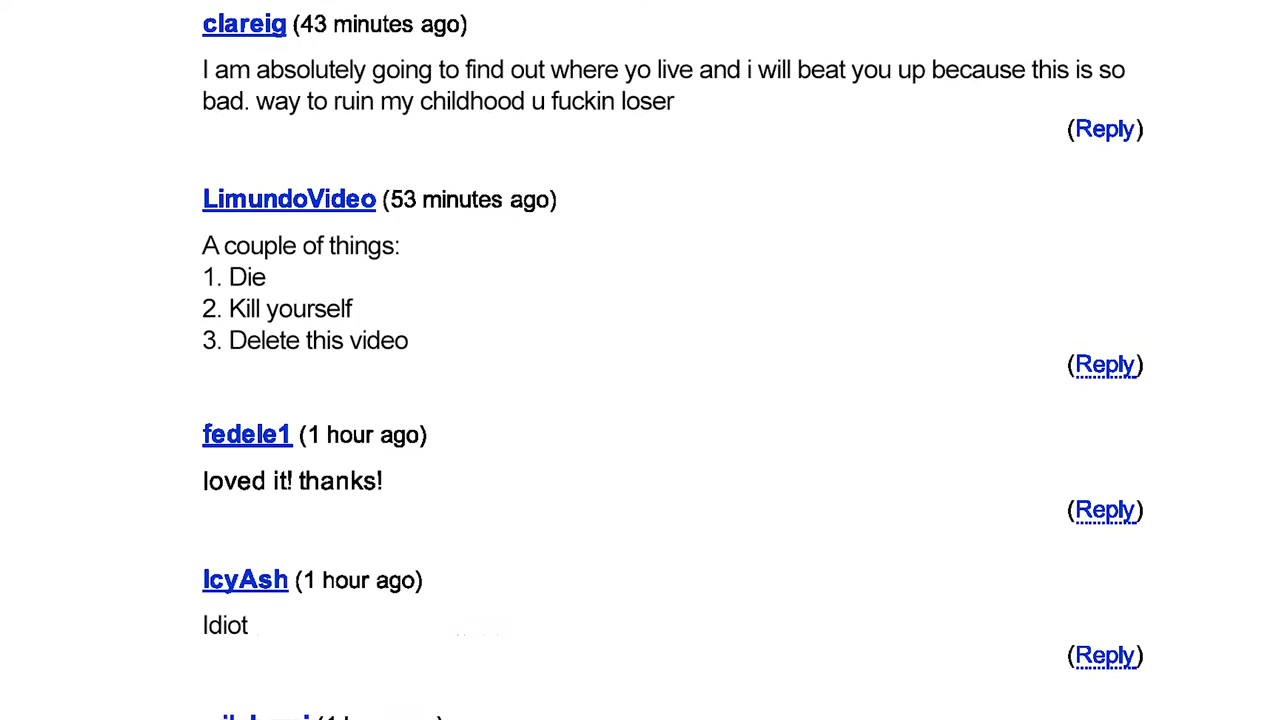 clareig (43 minutes ago)
I am absolutely going to find out where yo live and i will beat you up because this is so
bad. way to ruin my childhood u fuckin loser
(Reply)
LimundoVideo (53 minutes ago)
A couple of things:
1. Die
2. Kill yourself
3. Delete this video
(Reply)
fedele1 (1 hour ago)
loved it! thanks!
(Reply)
IcyAsh (1 hour ago)
Idiot
(Reply)